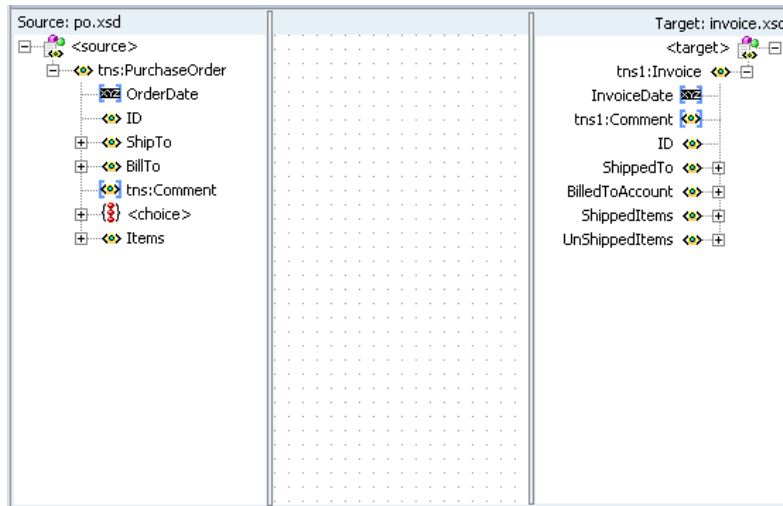 Source: po.xsd
<source>
tns:PurchaseOrder
OrderDate
ID
ShipTo
BillTo
tns:Comment
<choice>
Items
Target: invoice.xsd
<target>
tns1:Invoice
InvoiceDate
tns1:Comment
ID
ShippedTo
BilledToAccount
ShippedItems
UnShippedItems